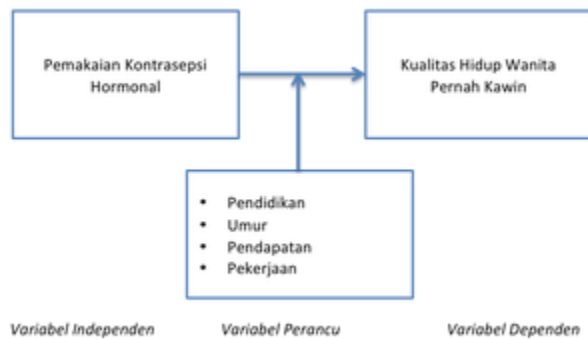 Pemakaian Kontrasepsi
Hormonal
Kualitas Hidup Wanita
Pernah Kawin
• Pendidikan
• Umur
• Pendapatan
• Pekerjaan
Variabel Independen
Variabel Perancu
Variabel Dependen